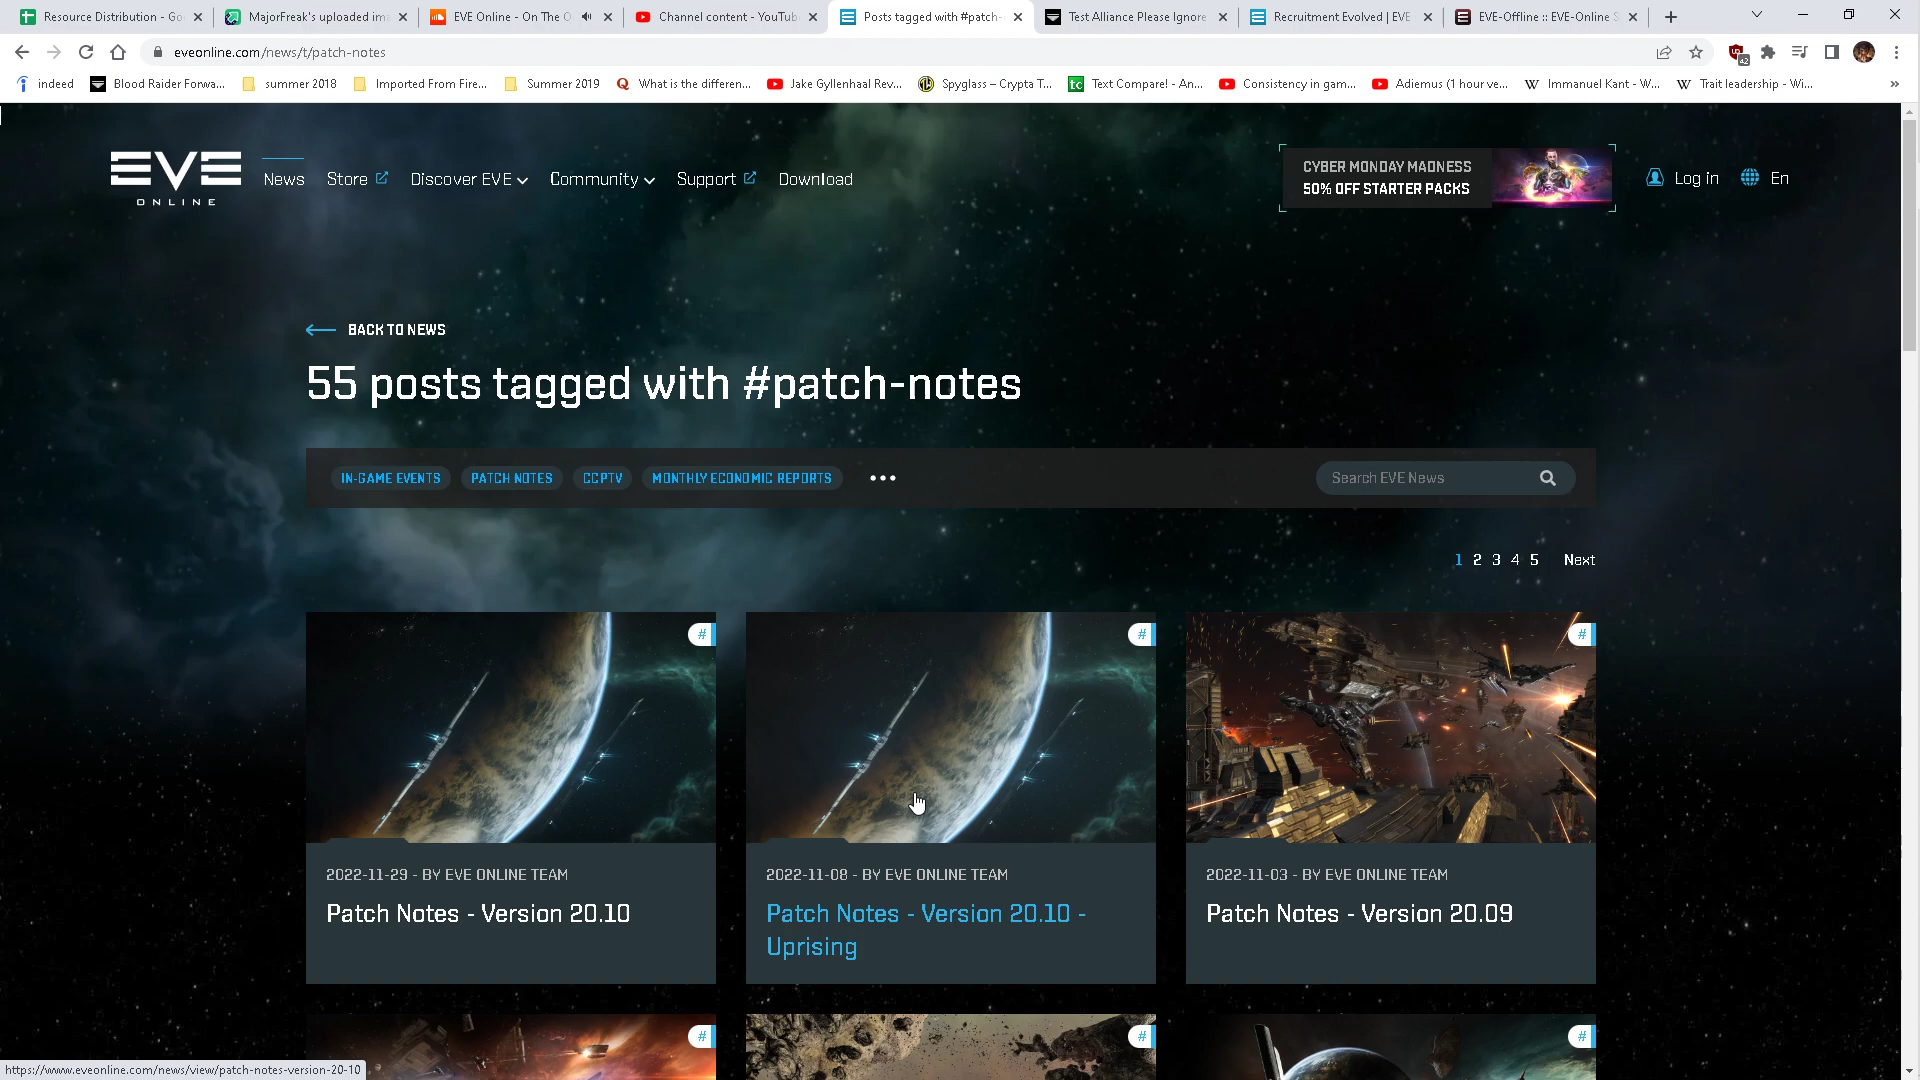 Resource Distribution - Go
MajorFreak's uploaded ima
EVE Online - On The O
Channel content - YouTub
Posts tagged with #patch-
Test Alliance Please Ignore
Recruitment Evolved | EVE
EVE-Offline :: EVE-Online S
eveonline.com/news/t/patch-notes
42
indeed
Blood Raider Forwa...
summer 2018
Imported From Fire...
Summer 2019
What is the differen...
Jake Gyllenhaal Rev...
Spyglass – Crypta T...
Text Compare! - An...
Consistency in gam...
Adiemus (1 hour ve...
Immanuel Kant - W...
Trait leadership - Wi...
»
EVE
ONLINE
News
Store
Discover EVE
Community
Support
Download
CYBER MONDAY MADNESS
50% OFF STARTER PACKS
Log in
En
BACK TO NEWS
55 posts tagged with #patch-notes
IN-GAME EVENTS
PATCH NOTES
CCPTV
MONTHLY ECONOMIC REPORTS
Search EVE News
1 2 3 4 5 Next
#
#
#
2022-11-29 - BY EVE ONLINE TEAM
Patch Notes - Version 20.10
2022-11-08 - BY EVE ONLINE TEAM
Patch Notes - Version 20.10 -
Uprising
2022-11-03 - BY EVE ONLINE TEAM
Patch Notes - Version 20.09
#
#
#
https://www.eveonline.com/news/view/patch-notes-version-20-10